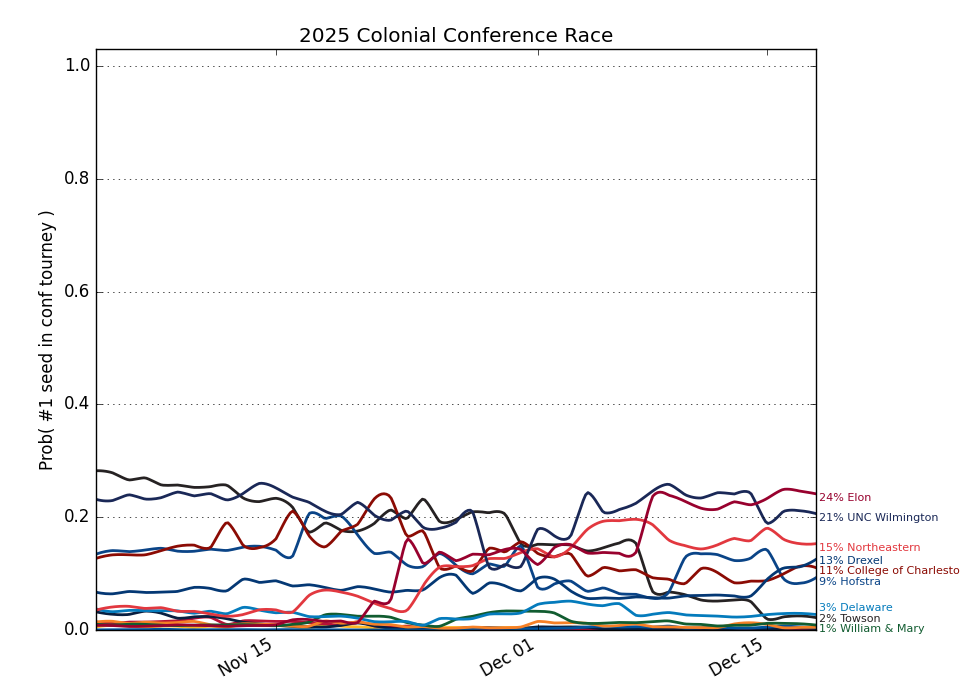 2025 Colonial Conference Race
Prob( #1 seed in conf tourney )
1.0
0.8
0.6
0.4
0.2
0.0
Nov 15
Dec 01
Dec 15
24% Elon
21% UNC Wilmington
15% Northeastern
13% Drexel
11% College of Charlesto
9% Hofstra
3% Delaware
2% Towson
1% William & Mary